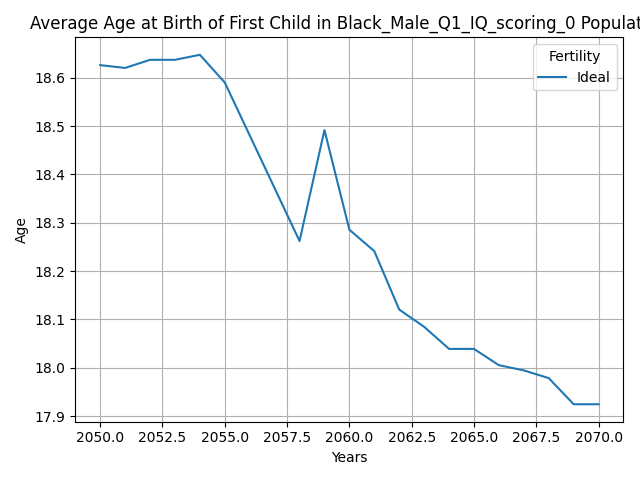 Average Age at Birth of First Child in Black_Male_Q1_IQ_scoring_0 Populat
Fertility
Ideal
18.6
18.5
18.4
18.3
18.2
18.1
18.0
17.9
Age
2050.0 2052.5 2055.0 2057.5 2060.0 2062.5 2065.0 2067.5 2070.0
Years